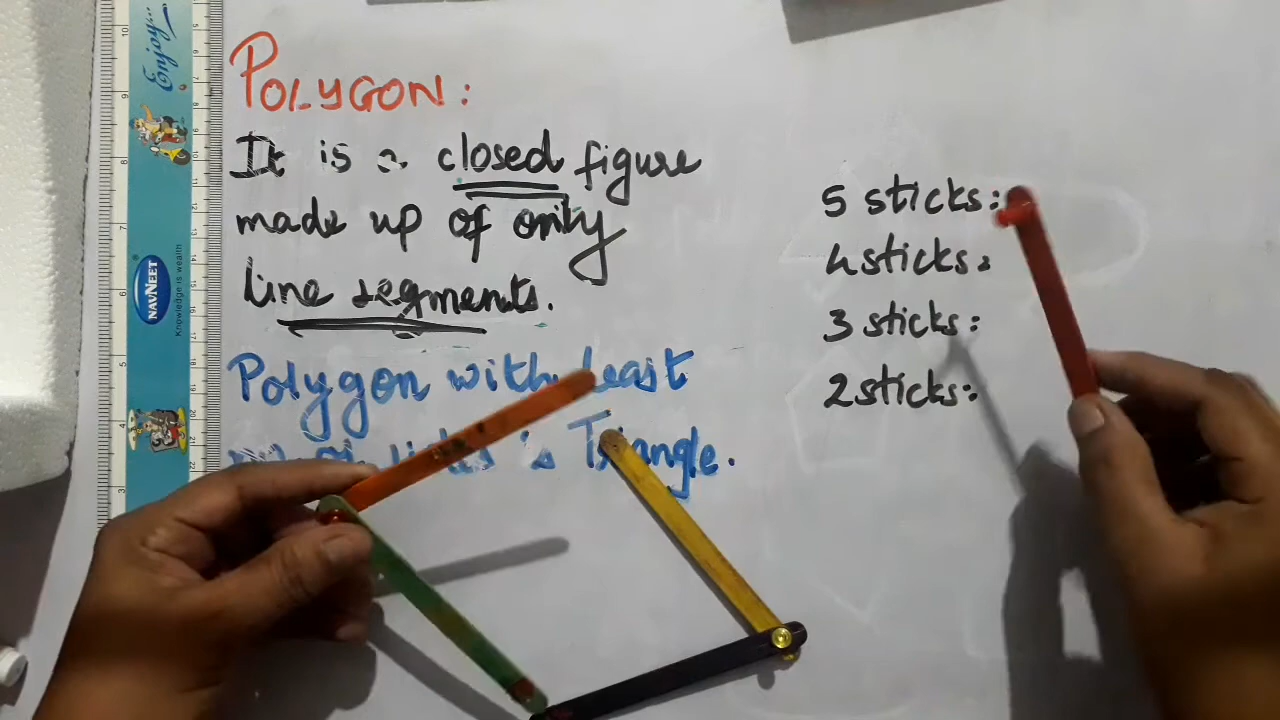 Enjoy...
NAVNEET
Knowledge is wealth
POLYGON:
It is a closed figure
made up of only
line segments.
Polygon with least
is Triangle.
5 sticks:
4 sticks:
3 sticks:
2 sticks: